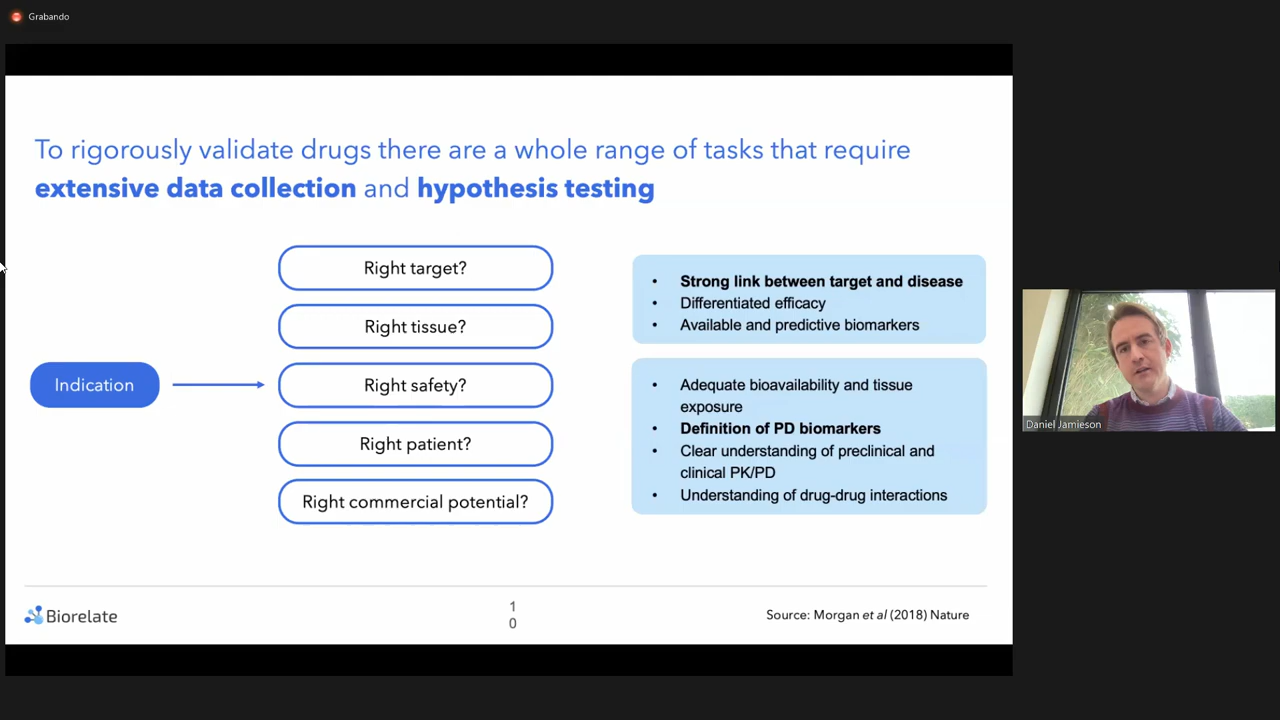 Grabando
To rigorously validate drugs there are a whole range of tasks that require
extensive data collection and hypothesis testing
Indication
Right target?
Right tissue?
Right safety?
Right patient?
Right commercial potential?
• Strong link between target and disease
• Differentiated efficacy
• Available and predictive biomarkers
• Adequate bioavailability and tissue
exposure
• Definition of PD biomarkers
• Clear understanding of preclinical and
clinical PK/PD
• Understanding of drug-drug interactions
Daniel Jamieson
Biorelate
1
0
Source: Morgan et al (2018) Nature